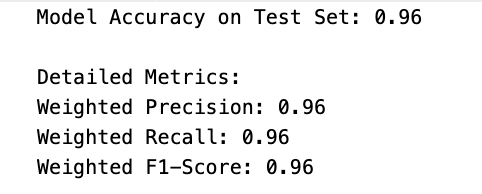 Model Accuracy on Test Set: 0.96
Detailed Metrics:
Weighted Precision: 0.96
Weighted Recall: 0.96
Weighted F1-Score: 0.96